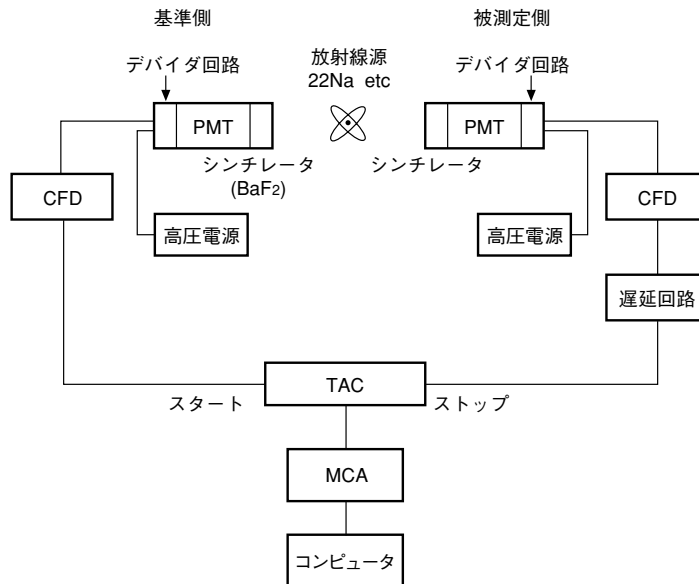 基準側
被測定側
デバイダ回路
放射線源
22Na etc
デバイダ回路
PMT
PMT
シンチレータ
(BaF2)
シンチレータ
CFD
CFD
高圧電源
高圧電源
遅延回路
TAC
スタート
ストップ
MCA
コンピュータ